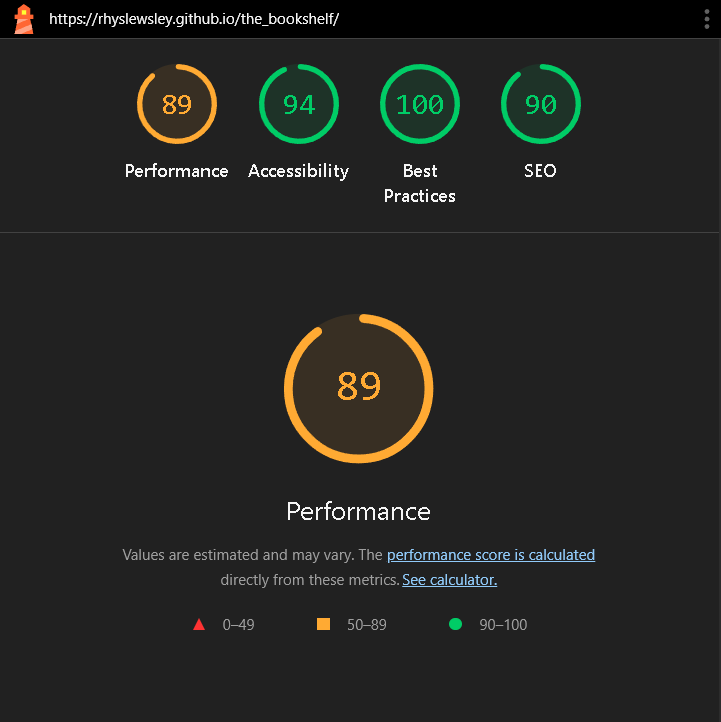 https://rhyslewsley.github.io/the_bookshelf/
89 94 100 90
Performance Accessibility Best Practices SEO
89
Performance
Values are estimated and may vary. The performance score is calculated
directly from these metrics. See calculator.
0–49 50–89 90–100